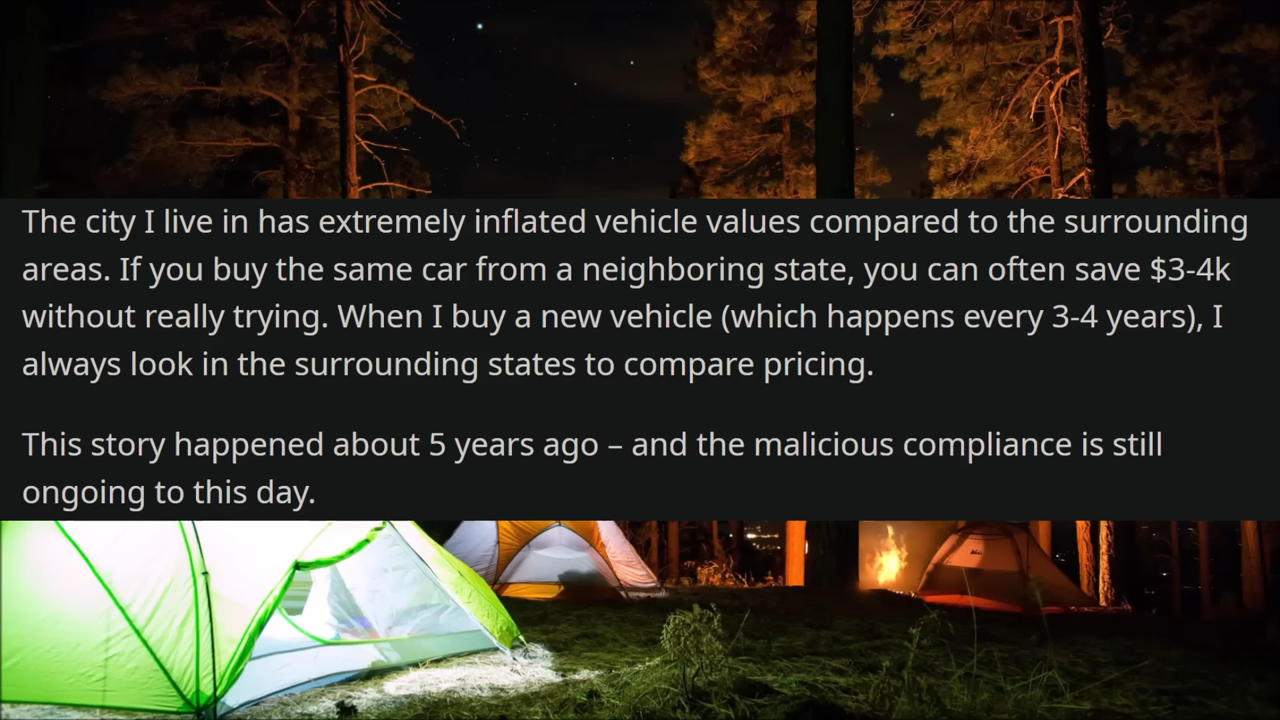 The city I live in has extremely inflated vehicle values compared to the surrounding
areas. If you buy the same car from a neighboring state, you can often save $3-4k
without really trying. When I buy a new vehicle (which happens every 3-4 years), I
always look in the surrounding states to compare pricing.
This story happened about 5 years ago – and the malicious compliance is still
ongoing to this day.